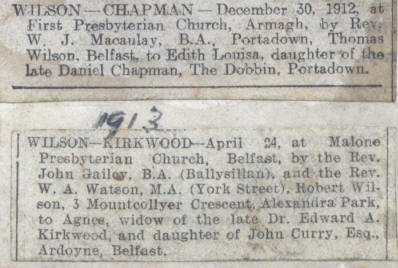 WILSON—CHAPMAN—December 30, 1912, at
First Presbyterian Church, Armagh, by Rev.
W. J. Macaulay, B.A., Portadown, Thomas
Wilson, Belfast, to Edith Louisa, daughter of the
late Daniel Chapman, The Dobbin, Portadown.
1913
WILSON—KIRKWOOD—April 24, at Malone
Presbyterian Church, Belfast, by the Rev.
John Gailey, B.A. (Ballysillan), and the Rev.
W. A. Watson, M.A. (York Street), Robert Wil-
son, 3 Mountcollyer Crescent, Alexandra Park,
to Agnes, widow of the late Dr. Edward A.
Kirkwood, and daughter of John Curry, Esq.,
Ardoyne, Belfast.